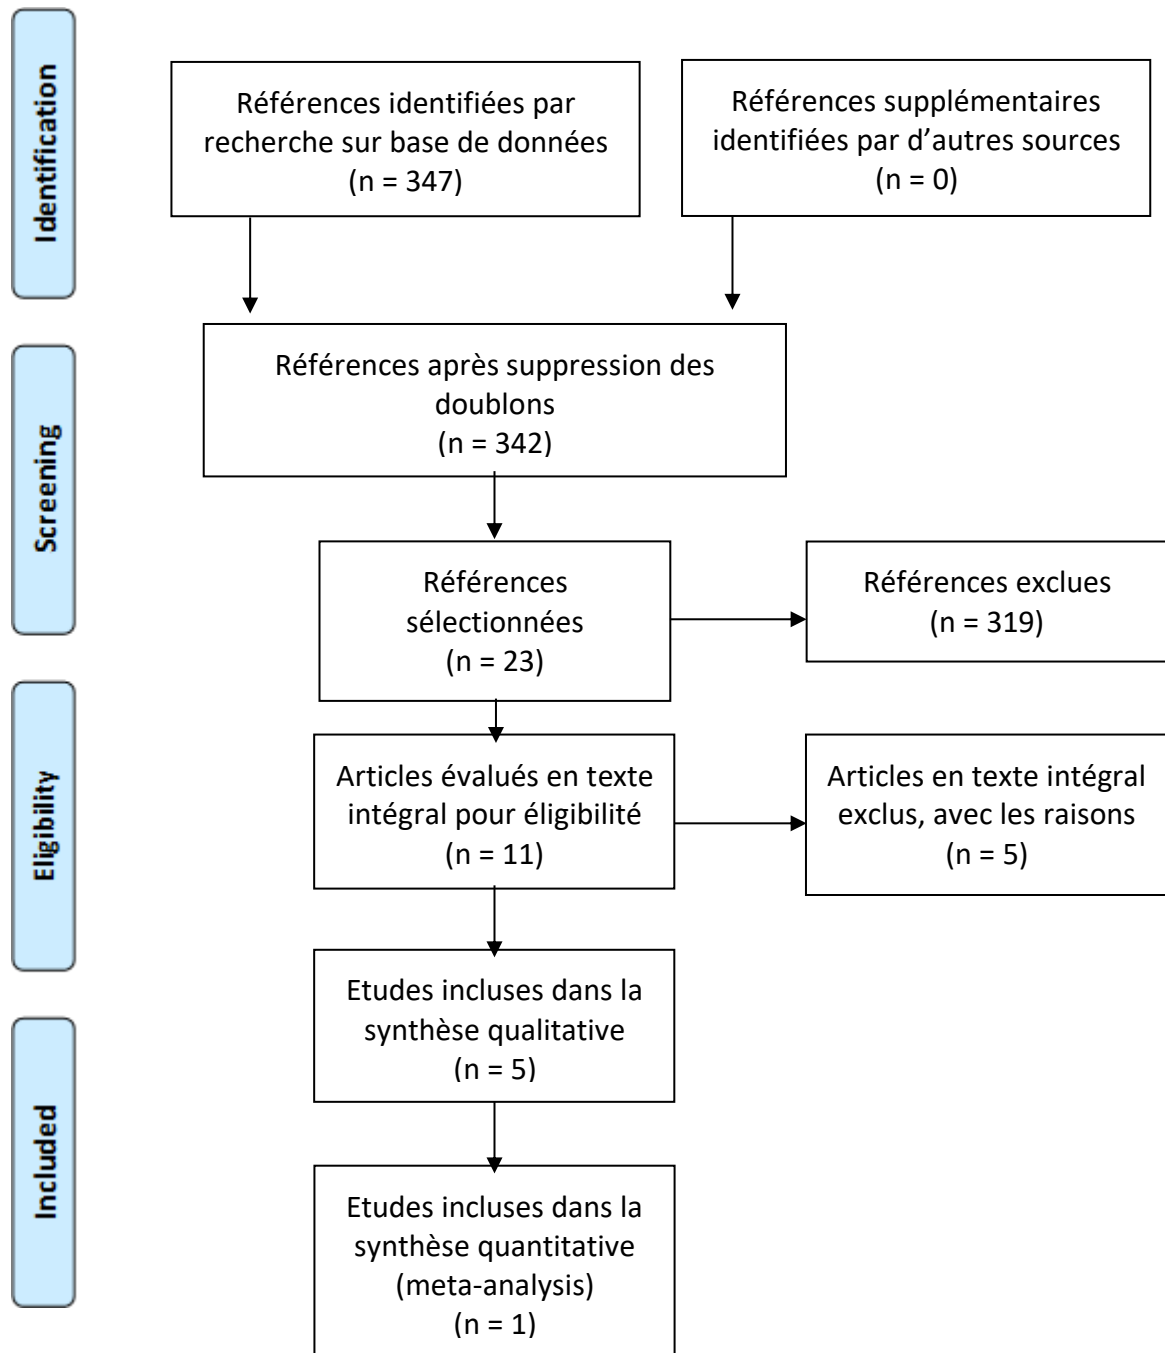 Identification
Références identifiées par
recherche sur base de données
(n = 347)
Références supplémentaires
identifiées par d'autres sources
(n = 0)
Screening
Références après suppression des
doublons
(n = 342)
Références
sélectionnées
(n = 23)
Références exclues
(n = 319)
Eligibility
Articles évalués en texte
intégral pour éligibilité
(n = 11)
Articles en texte intégral
exclus, avec les raisons
(n = 5)
Included
Etudes incluses dans la
synthèse qualitative
(n = 5)
Etudes incluses dans la
synthèse quantitative
(meta-analysis)
(n = 1)